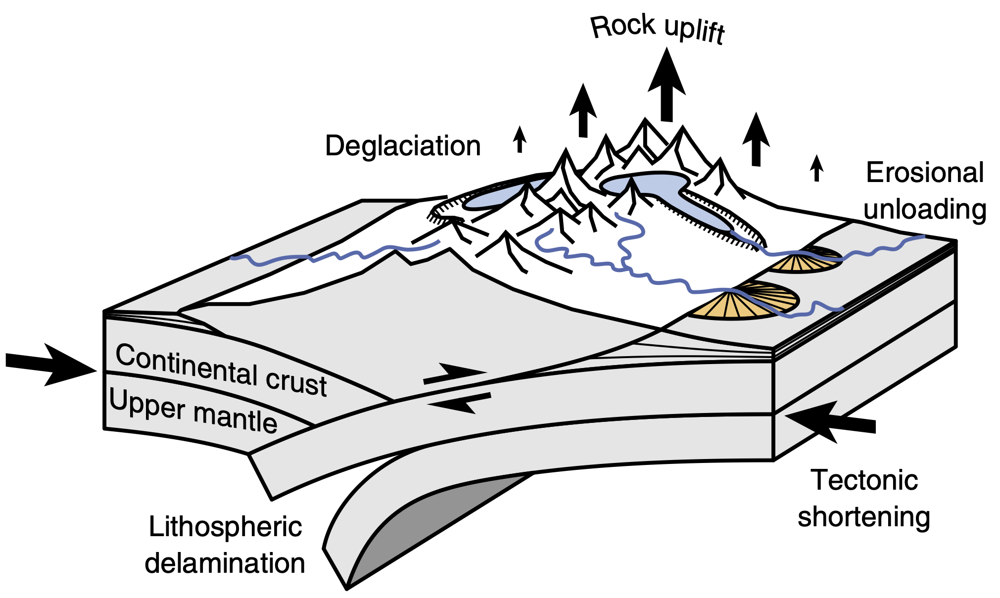 Rock uplift
Deglaciation
Erosional
unloading
Continental crust
Upper mantle
Tectonic
shortening
Lithospheric
delamination